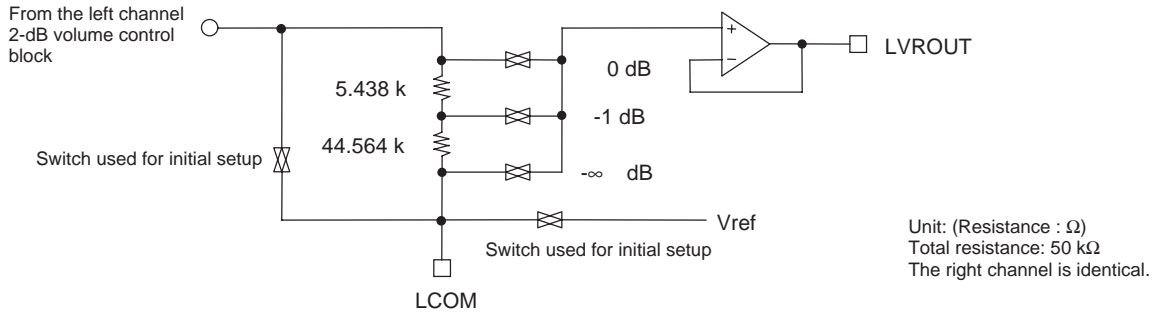 From the left channel
2-dB volume control
block
+
−
LVROUT
0 dB
5.438 k
-1 dB
44.564 k
Switch used for initial setup
-∞ dB
Vref
Switch used for initial setup
LCOM
Unit: (Resistance : Ω)
Total resistance: 50 kΩ
The right channel is identical.